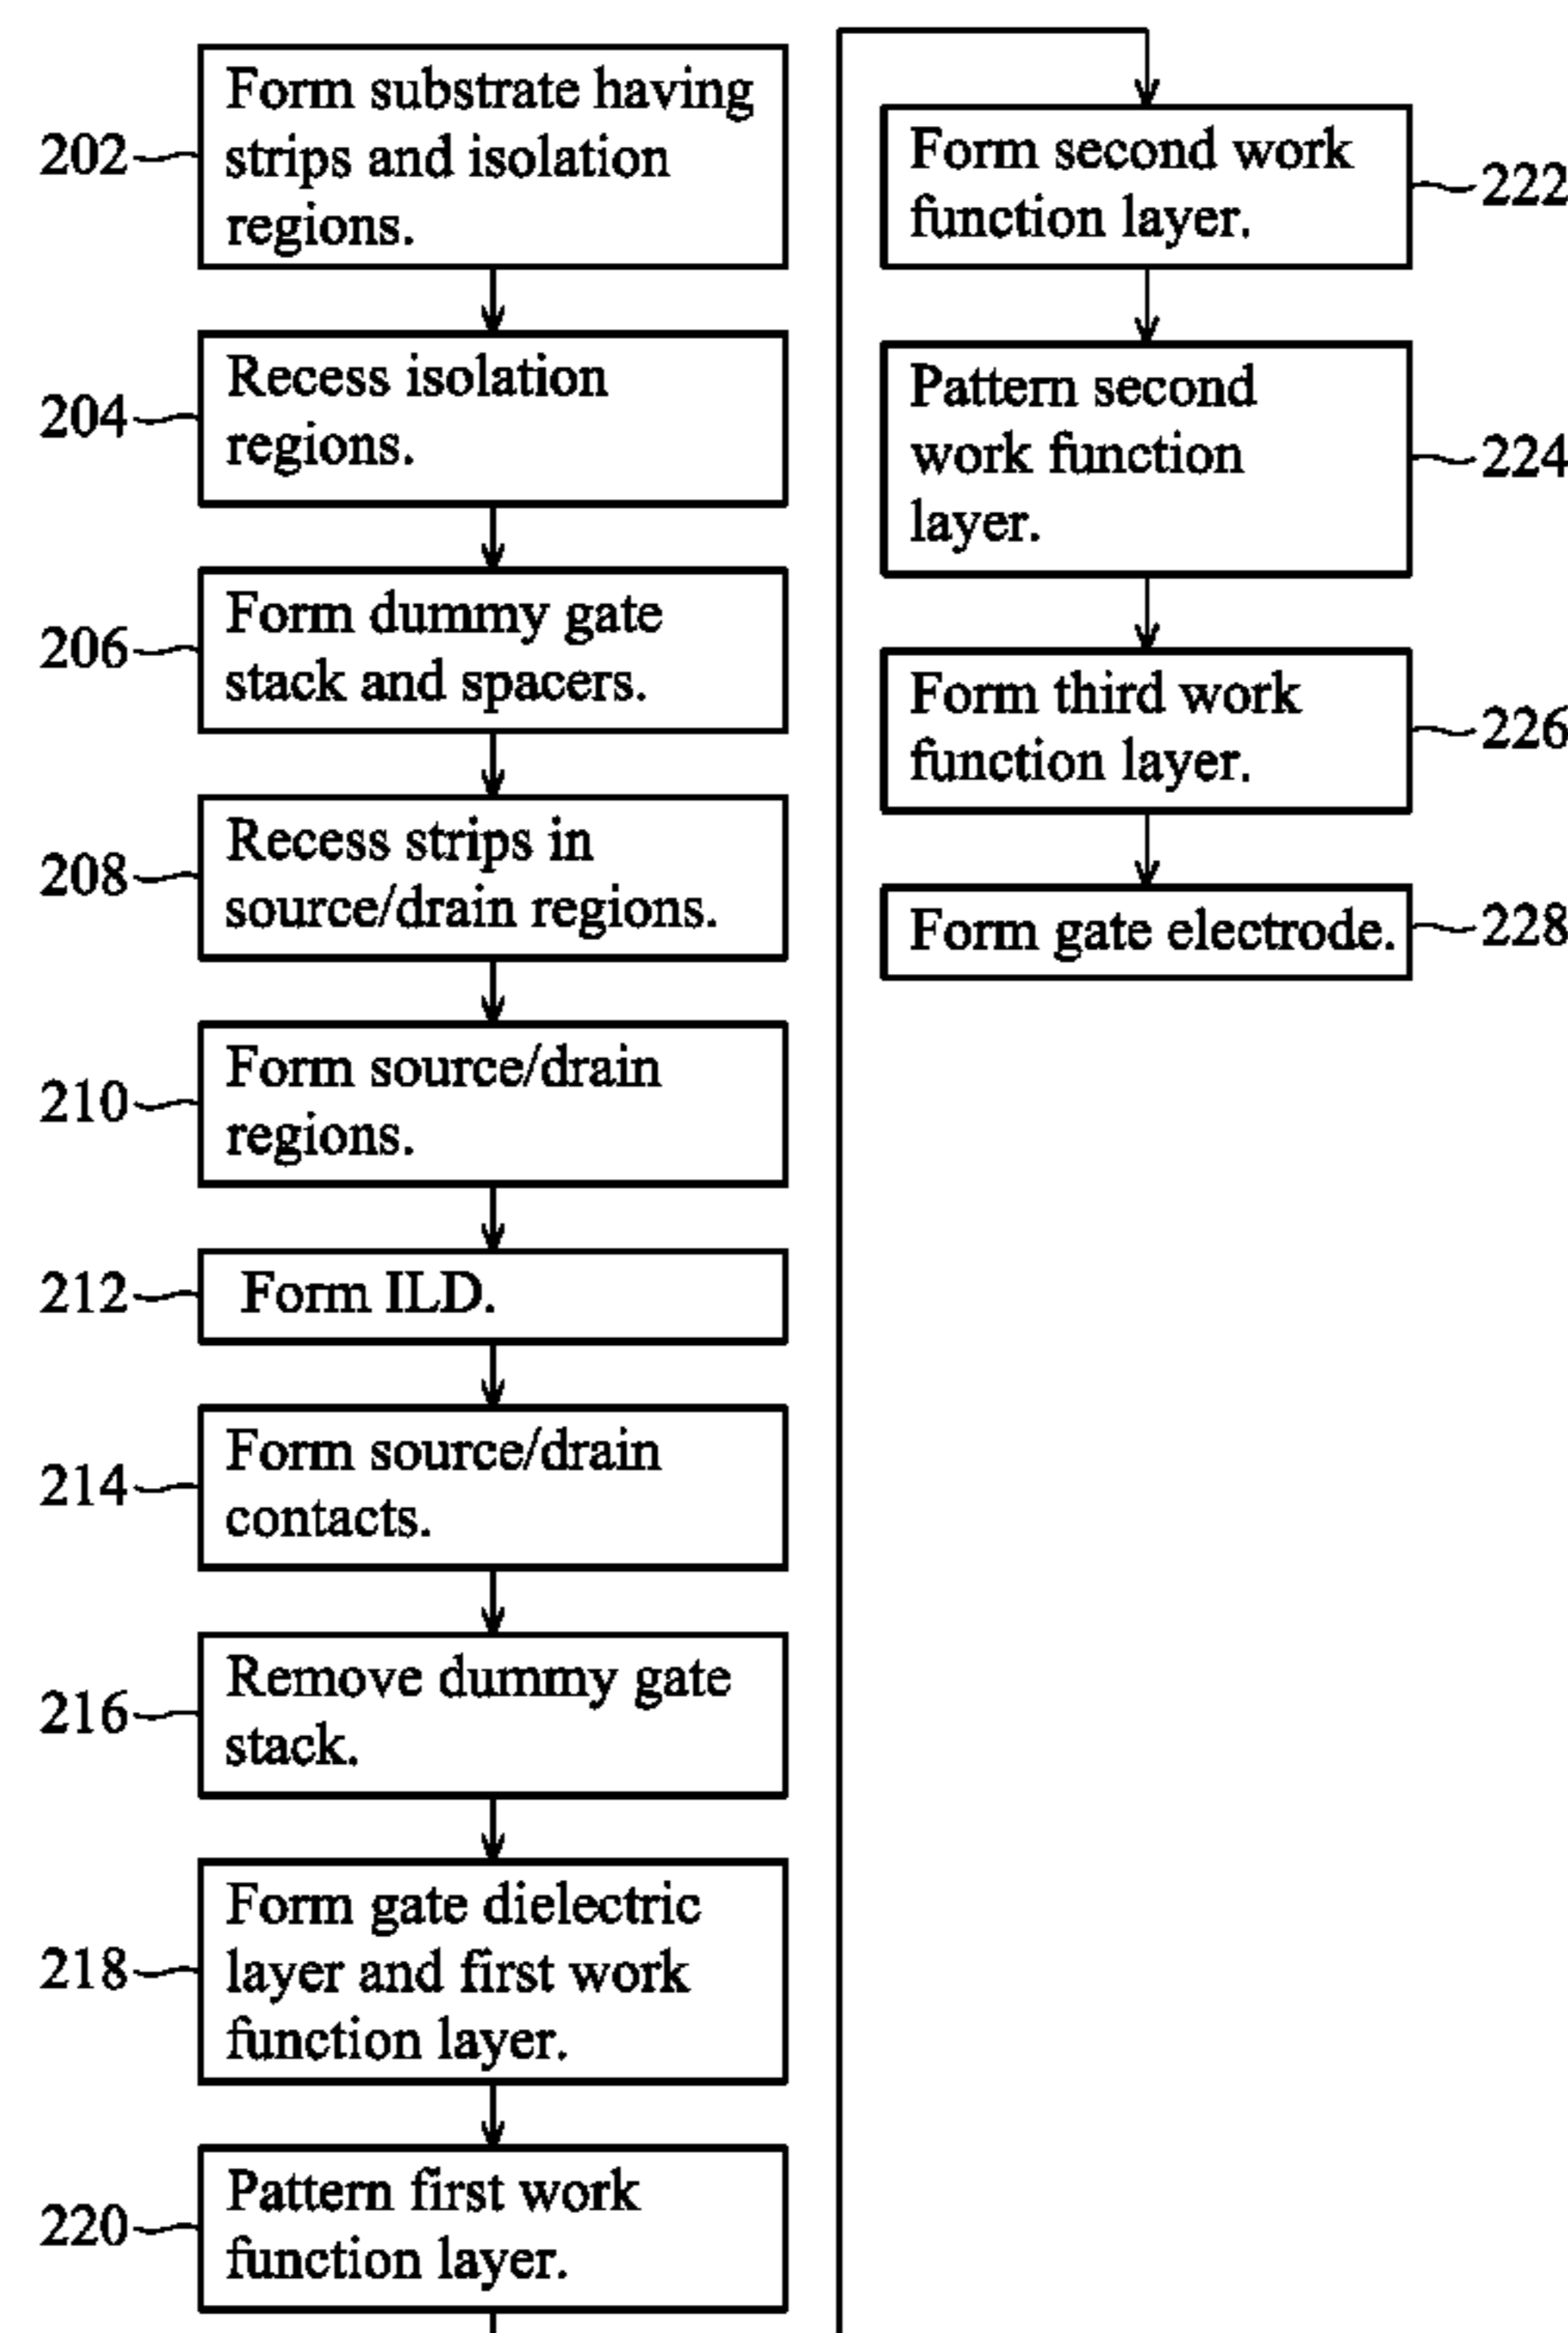 202
Form substrate having
strips and isolation
regions.
204
Recess isolation
regions.
206
Form dummy gate
stack and spacers.
208
Recess strips in
source/drain regions.
210
Form source/drain
regions.
212
Form ILD.
214
Form source/drain
contacts.
216
Remove dummy gate
stack.
218
Form gate dielectric
layer and first work
function layer.
220
Pattern first work
function layer.
Form second work
function layer.
222
Pattern second
work function
layer.
224
Form third work
function layer.
226
Form gate electrode.
228